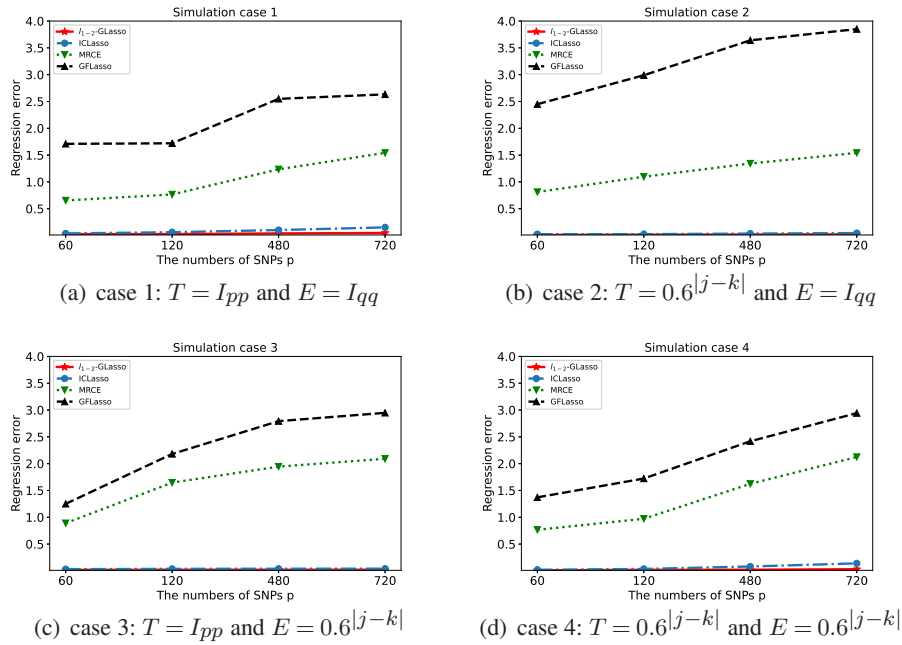 Simulation case 1
Regression error
4.0
3.5
3.0
2.5
2.0
1.5
1.0
0.5
l₁₋₂-GLasso
ICLasso
MRCE
GFLasso
60 120 480 720
The numbers of SNPs p
(a) case 1: T = I_{pp} and E = I_{qq}
Simulation case 2
Regression error
4.0
3.5
3.0
2.5
2.0
1.5
1.0
0.5
l₁₋₂-GLasso
ICLasso
MRCE
GFLasso
60 120 480 720
The numbers of SNPs p
(b) case 2: T = 0.6^{|j−k|} and E = I_{qq}
Simulation case 3
Regression error
4.0
3.5
3.0
2.5
2.0
1.5
1.0
0.5
l₁₋₂-GLasso
ICLasso
MRCE
GFLasso
60 120 480 720
The numbers of SNPs p
(c) case 3: T = I_{pp} and E = 0.6^{|j−k|}
Simulation case 4
Regression error
4.0
3.5
3.0
2.5
2.0
1.5
1.0
0.5
l₁₋₂-GLasso
ICLasso
MRCE
GFLasso
60 120 480 720
The numbers of SNPs p
(d) case 4: T = 0.6^{|j−k|} and E = 0.6^{|j−k|}